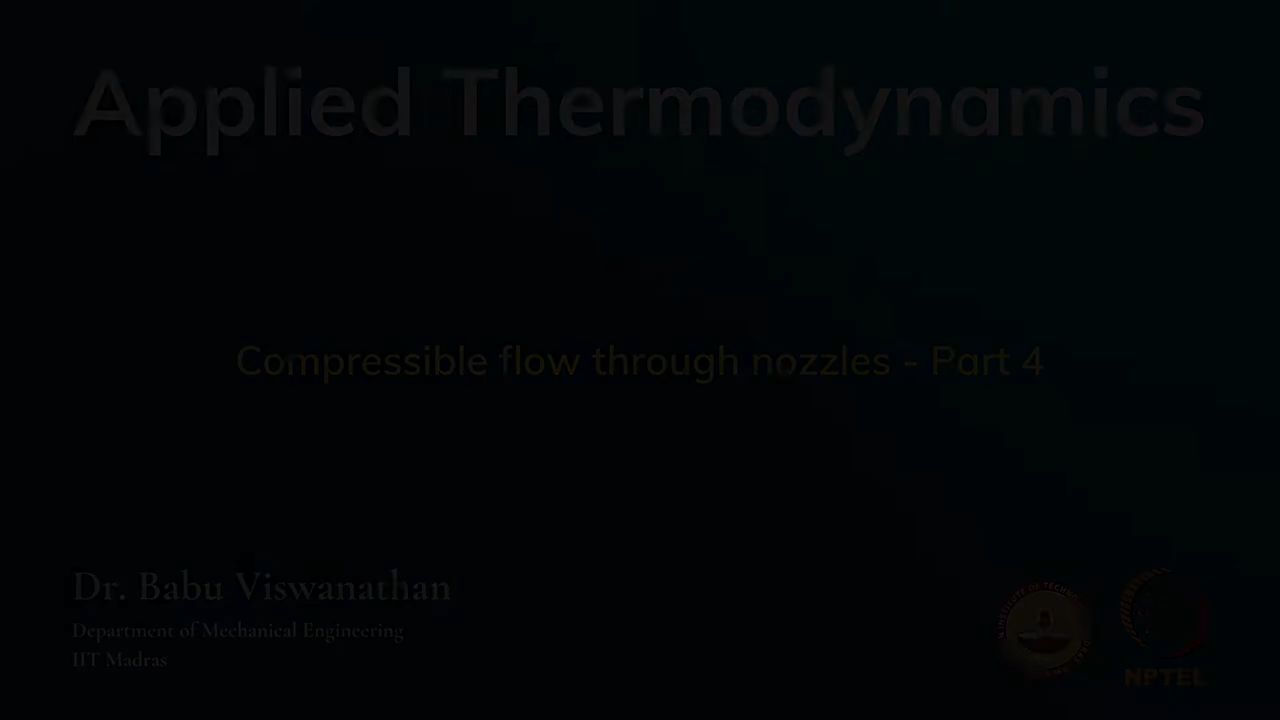 Applied Thermodynamics
Compressible flow through nozzles - Part 4
Dr. Babu Viswanathan
Department of Mechanical Engineering
IIT Madras
NPTEL